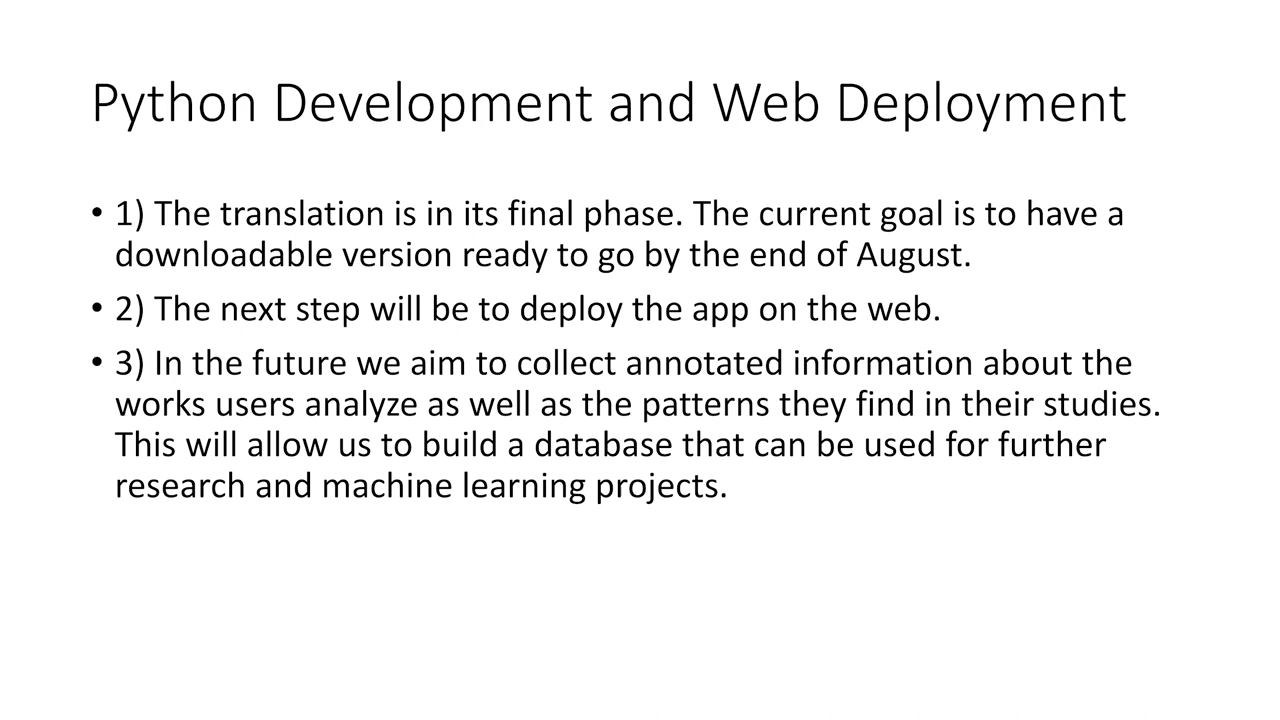 Python Development and Web Deployment
• 1) The translation is in its final phase. The current goal is to have a
downloadable version ready to go by the end of August.
• 2) The next step will be to deploy the app on the web.
• 3) In the future we aim to collect annotated information about the
works users analyze as well as the patterns they find in their studies.
This will allow us to build a database that can be used for further
research and machine learning projects.